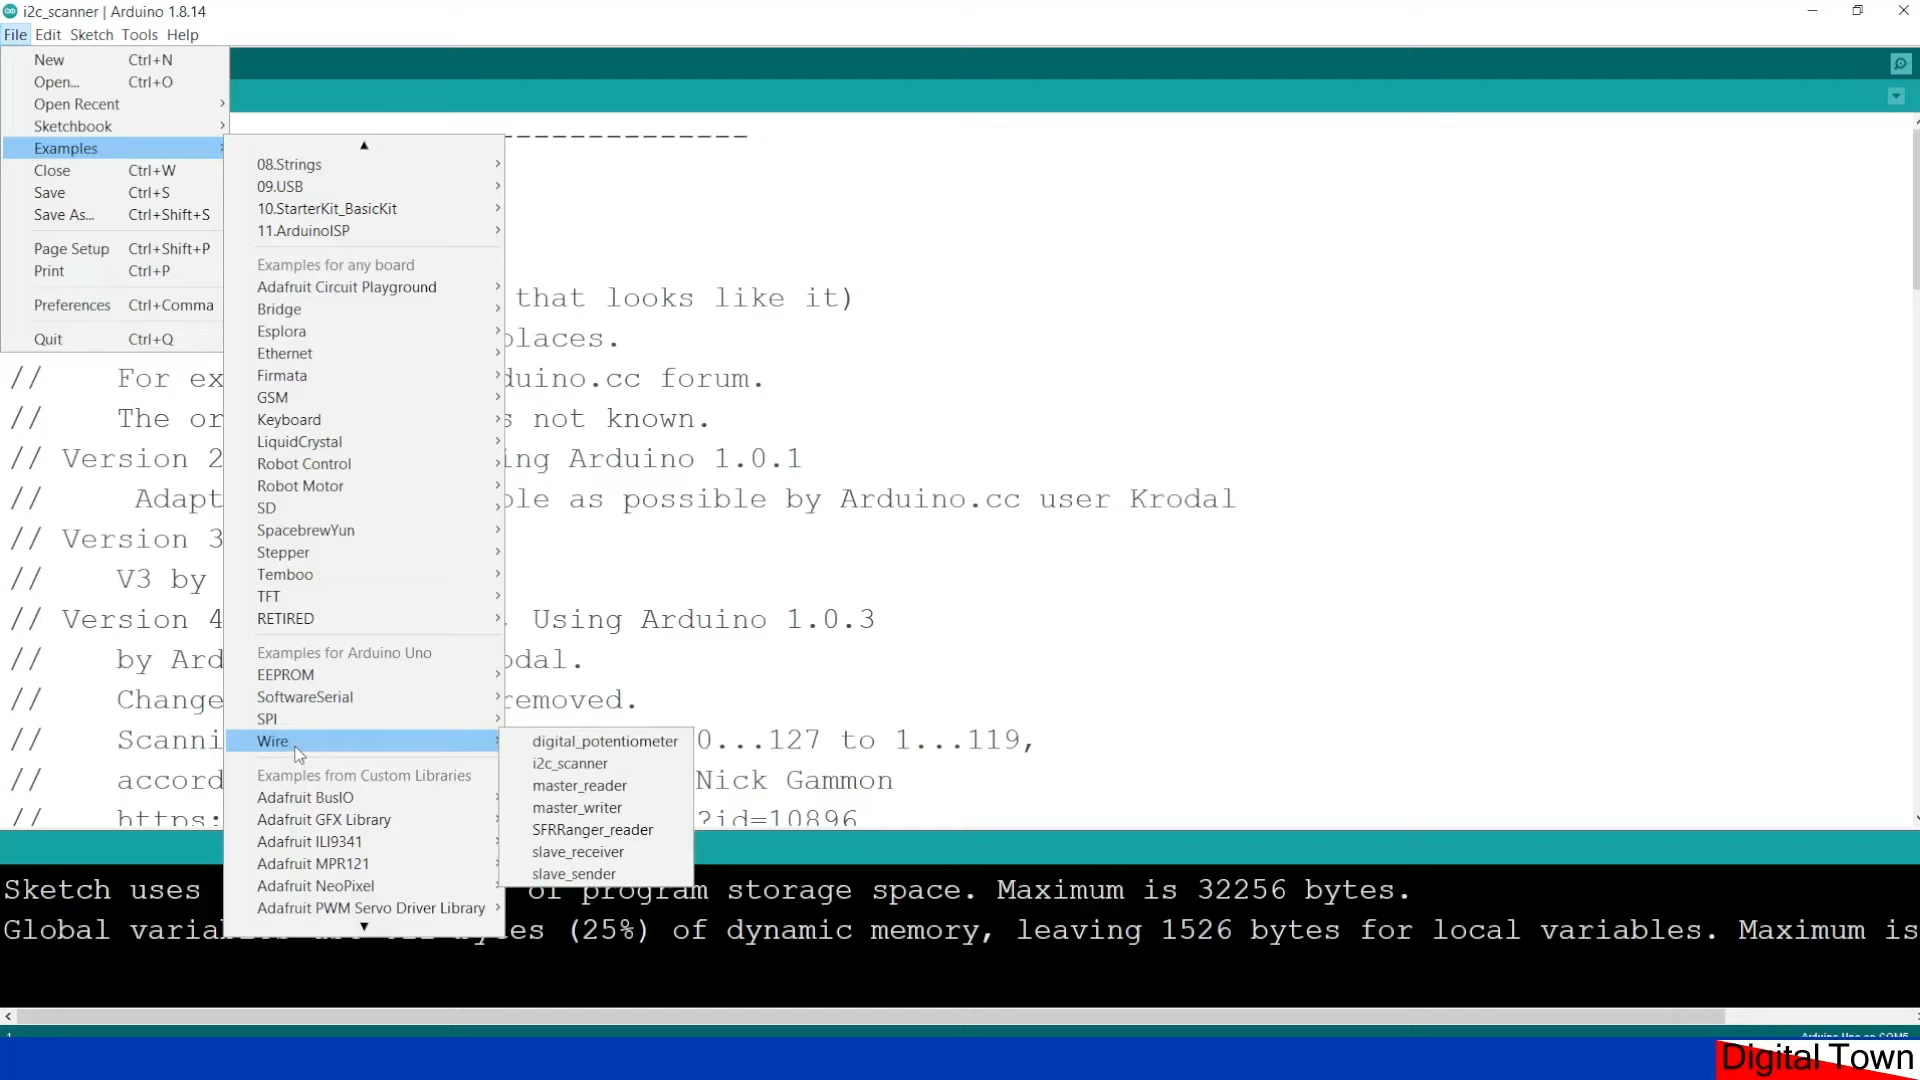 i2c_scanner | Arduino 1.8.14
File Edit Sketch Tools Help
New Ctrl+N
Open... Ctrl+O
Open Recent
Sketchbook
Examples
Close Ctrl+W
Save Ctrl+S
Save As... Ctrl+Shift+S
Page Setup Ctrl+Shift+P
Print Ctrl+P
Preferences Ctrl+Comma
Quit Ctrl+Q
08.Strings
09.USB
10.StarterKit_BasicKit
11.ArduinoISP
Examples for any board
Adafruit Circuit Playground
Bridge
Esplora
Ethernet
Firmata
GSM
Keyboard
LiquidCrystal
Robot Control
Robot Motor
SD
SpacebrewYun
Stepper
Temboo
TFT
RETIRED
Examples for Arduino Uno
EEPROM
SoftwareSerial
SPI
Wire
Examples from Custom Libraries
Adafruit BusIO
Adafruit GFX Library
Adafruit ILI9341
Adafruit MPR121
Adafruit NeoPixel
Adafruit PWM Servo Driver Library
digital_potentiometer
i2c_scanner
master_reader
master_writer
SFRRanger_reader
slave_receiver
slave_sender
that looks like it)
places.
// For ex duino.cc forum.
// The or s not known.
// Version 2 ing Arduino 1.0.1
// Adapt ble as possible by Arduino.cc user Krodal
// Version 3
// V3 by
// Version 4 , Using Arduino 1.0.3
// by Ard odal.
// Change removed.
// Scanni 0...127 to 1...119,
// accord Nick Gammon
// https: ?id=10896
Sketch uses of program storage space. Maximum is 32256 bytes.
Global varia es (25%) of dynamic memory, leaving 1526 bytes for local variables. Maximum is
Digital Town